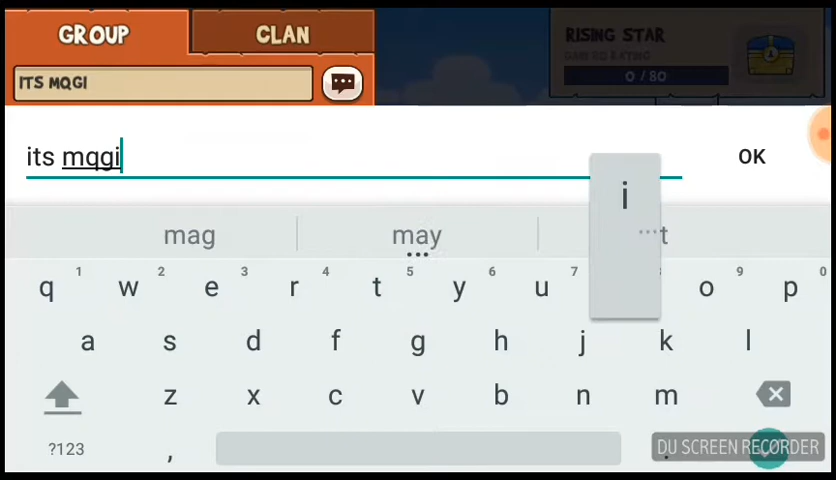 GROUP CLAN
RISING STAR
0 / 80
ITS MQGI
its mqgi OK
i
mag may t
1 2 3 4 5 6 7 9 0
q w e r t y u o p
a s d f g h j k l
z x c v b n m
?123 , DU SCREEN RECORDER